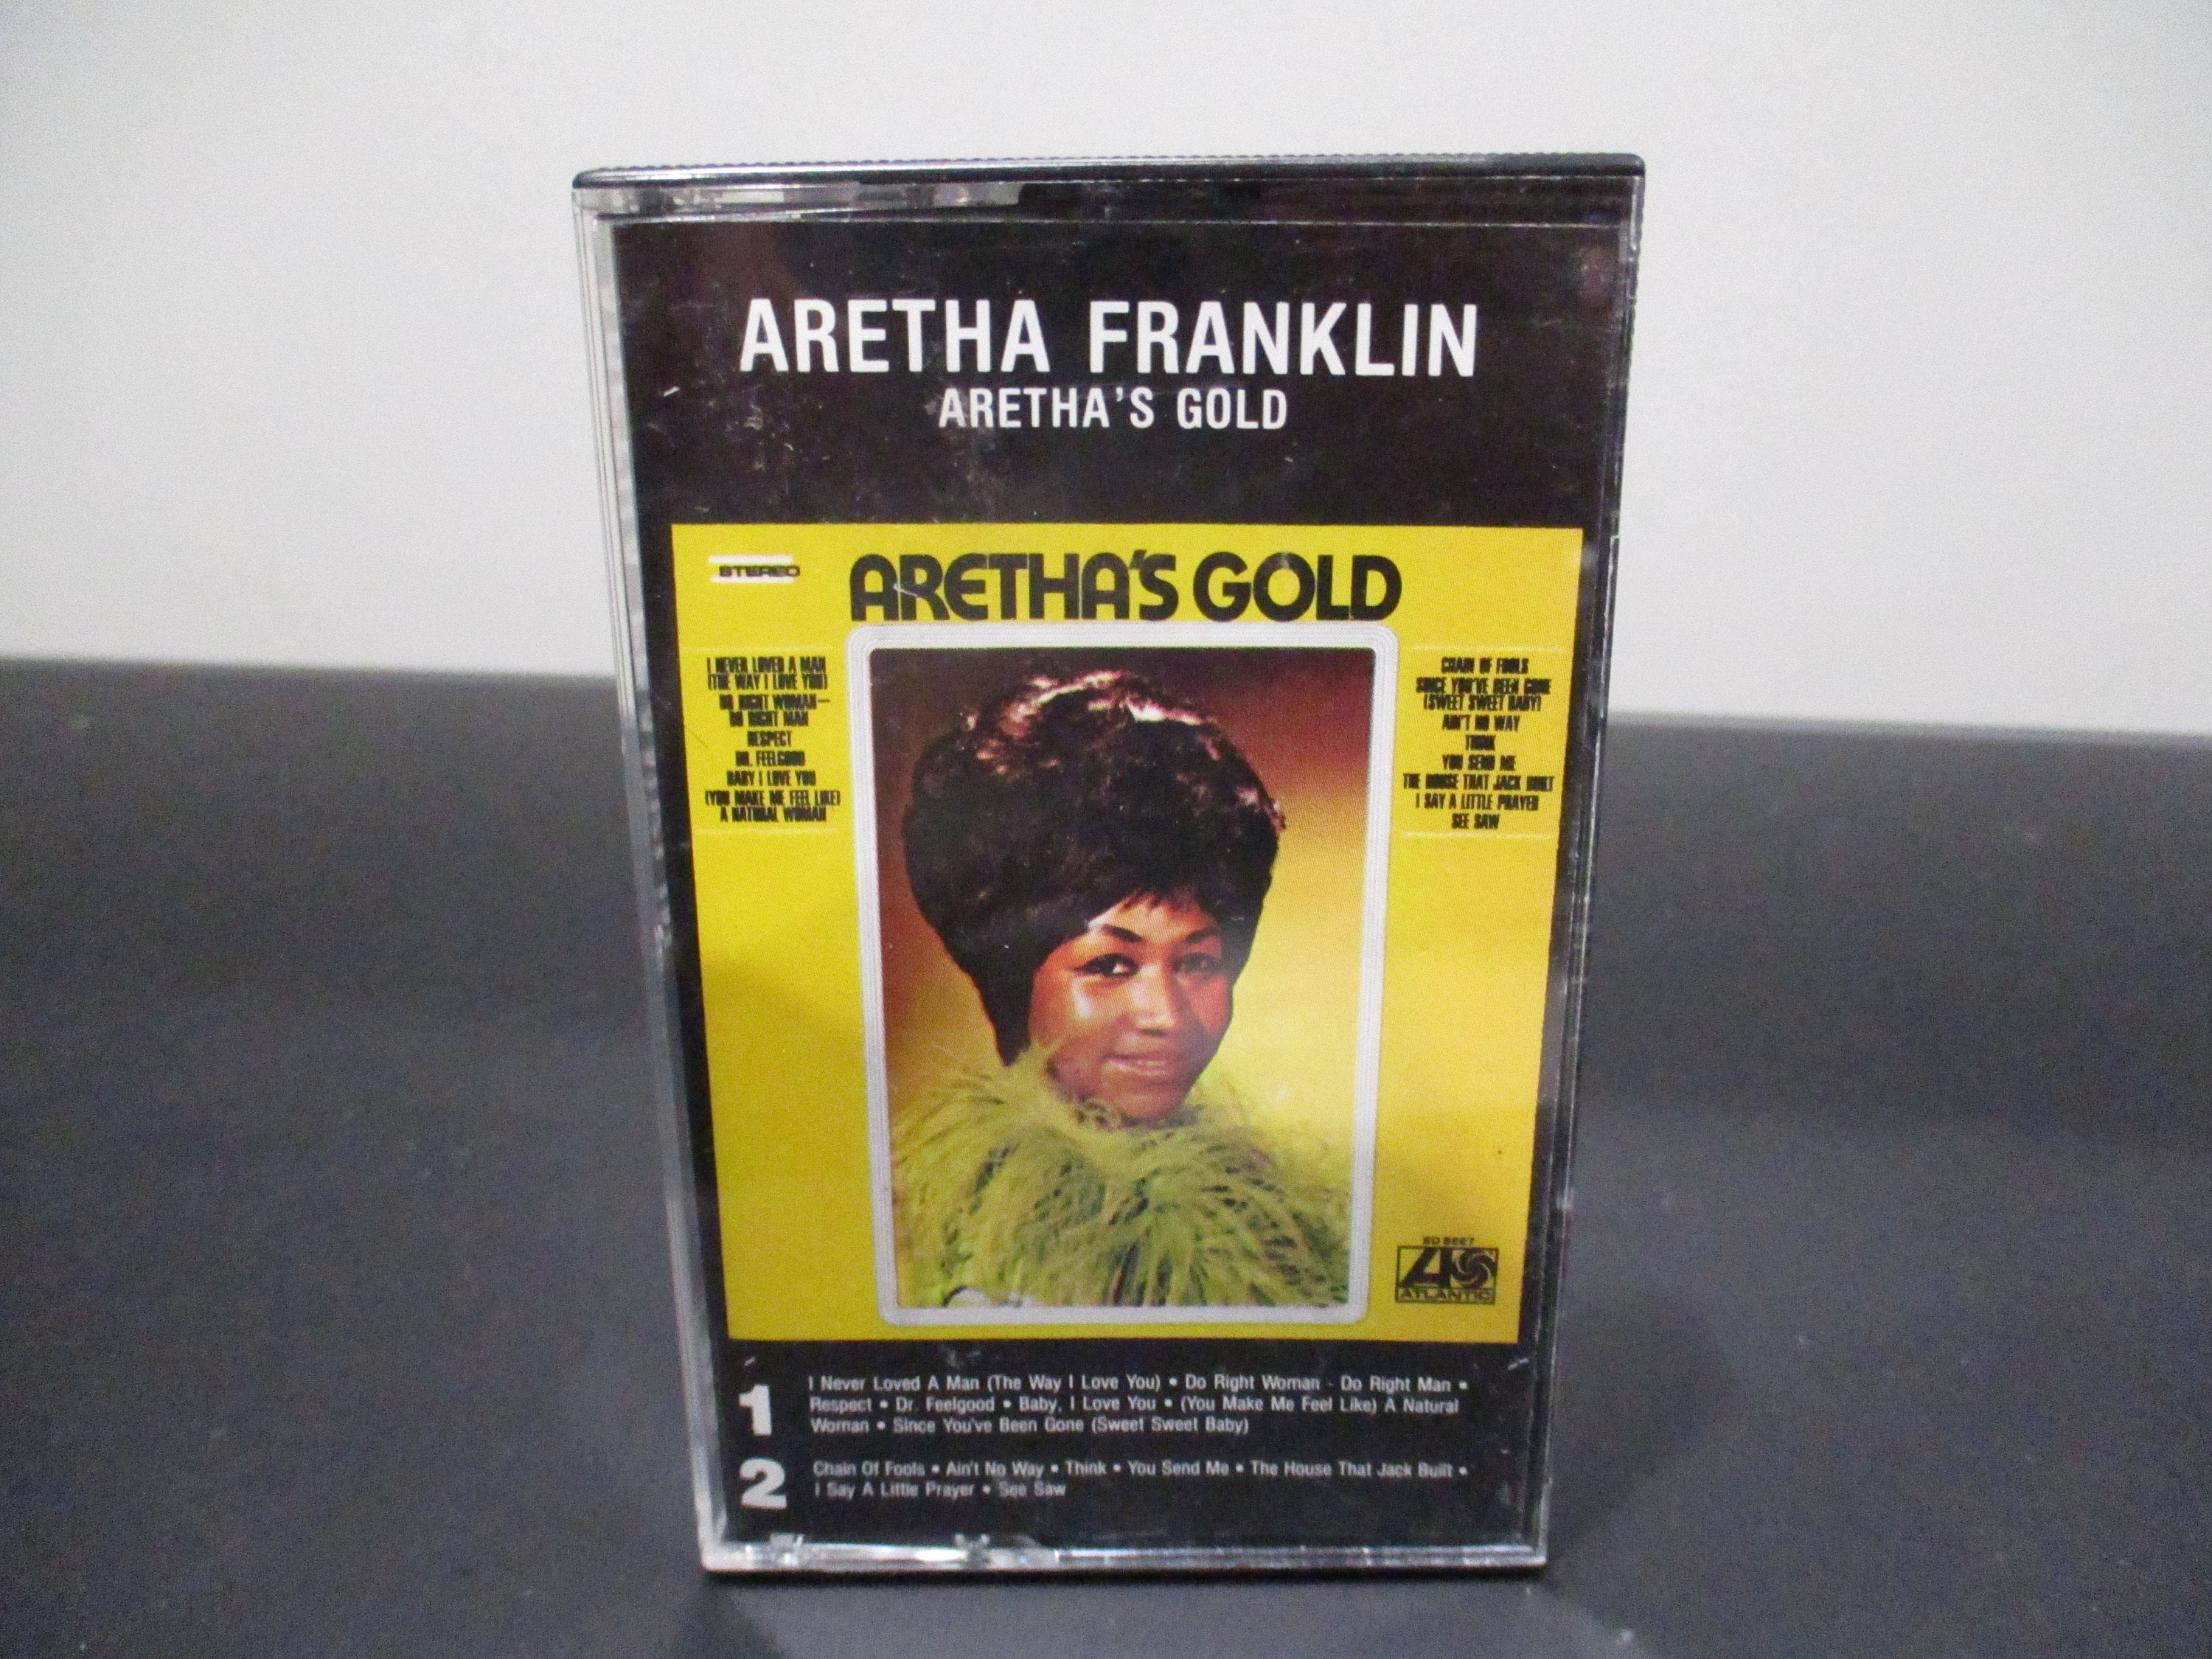 ARETHA FRANKLIN
ARETHA'S GOLD
STEREO
ARETHA'S GOLD
I NEVER LOVED A MAN
(THE WAY I LOVE YOU)
DO RIGHT WOMAN—
DO RIGHT MAN
RESPECT
DR. FEELGOOD
BABY I LOVE YOU
(YOU MAKE ME FEEL LIKE)
A NATURAL WOMAN
CHAIN OF FOOLS
SINCE YOU'VE BEEN GONE
(SWEET SWEET BABY)
AIN'T NO WAY
THINK
YOU SEND ME
THE HOUSE THAT JACK BUILT
I SAY A LITTLE PRAYER
SEE SAW
SD 8227
ATLANTIC
1
I Never Loved A Man (The Way I Love You) • Do Right Woman - Do Right Man •
Respect • Dr. Feelgood • Baby, I Love You • (You Make Me Feel Like) A Natural
Woman • Since You've Been Gone (Sweet Sweet Baby)
2
Chain Of Fools • Ain't No Way • Think • You Send Me • The House That Jack Built •
I Say A Little Prayer • See Saw